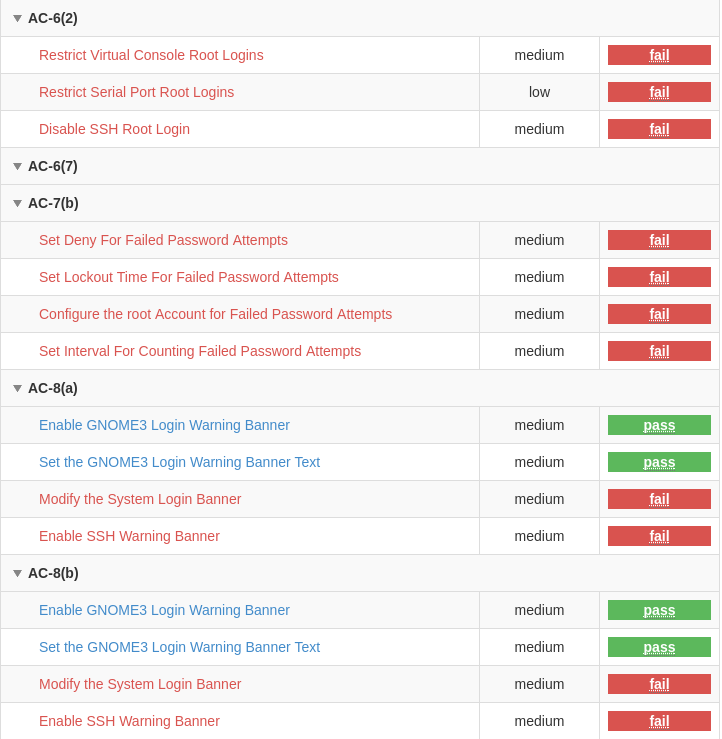 AC-6(2)
Restrict Virtual Console Root Logins medium fail
Restrict Serial Port Root Logins low fail
Disable SSH Root Login medium fail
AC-6(7)
AC-7(b)
Set Deny For Failed Password Attempts medium fail
Set Lockout Time For Failed Password Attempts medium fail
Configure the root Account for Failed Password Attempts medium fail
Set Interval For Counting Failed Password Attempts medium fail
AC-8(a)
Enable GNOME3 Login Warning Banner medium pass
Set the GNOME3 Login Warning Banner Text medium pass
Modify the System Login Banner medium fail
Enable SSH Warning Banner medium fail
AC-8(b)
Enable GNOME3 Login Warning Banner medium pass
Set the GNOME3 Login Warning Banner Text medium pass
Modify the System Login Banner medium fail
Enable SSH Warning Banner medium fail